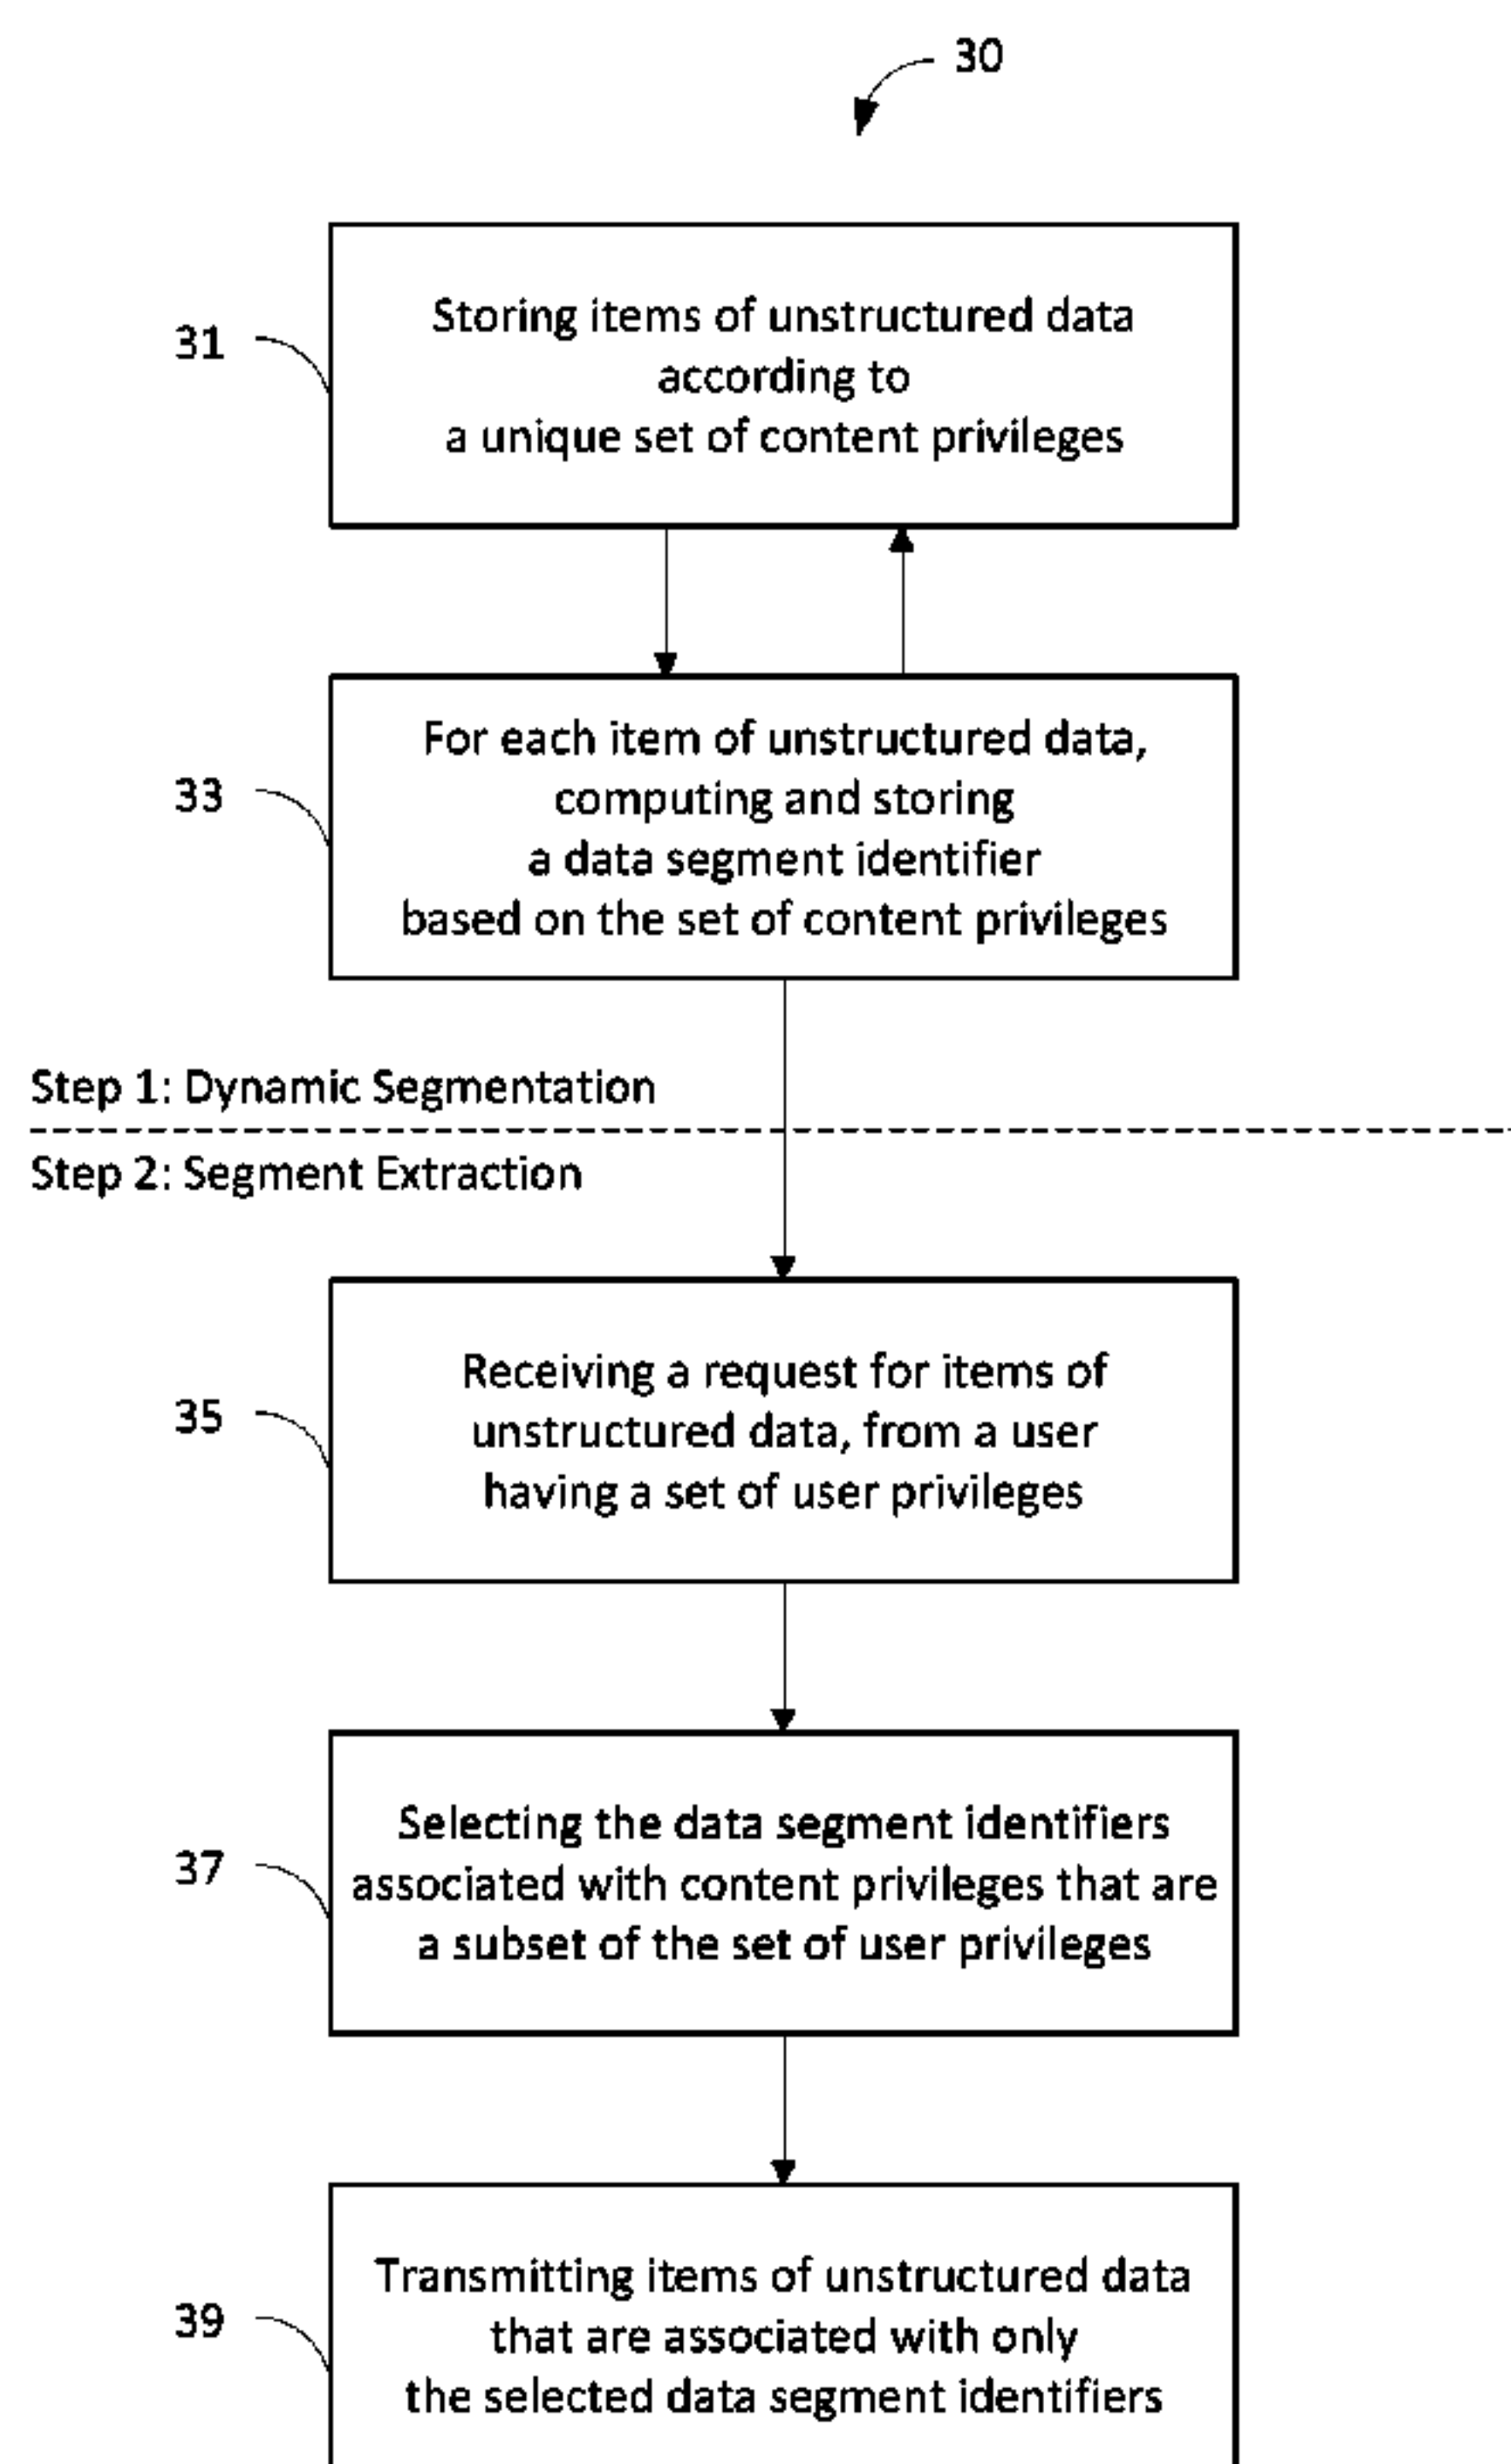 30
31
Storing items of unstructured data
according to
a unique set of content privileges
33
For each item of unstructured data,
computing and storing
a data segment identifier
based on the set of content privileges
Step 1: Dynamic Segmentation
Step 2: Segment Extraction
35
Receiving a request for items of
unstructured data, from a user
having a set of user privileges
37
Selecting the data segment identifiers
associated with content privileges that are
a subset of the set of user privileges
39
Transmitting items of unstructured data
that are associated with only
the selected data segment identifiers